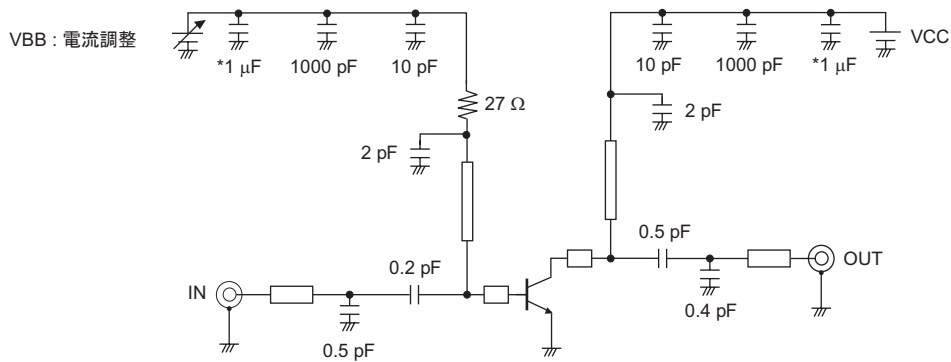 VBB : 電流調整
*1 μF
1000 pF
10 pF
10 pF
1000 pF
*1 μF
VCC
27 Ω
2 pF
2 pF
0.5 pF
0.2 pF
OUT
IN
0.4 pF
0.5 pF